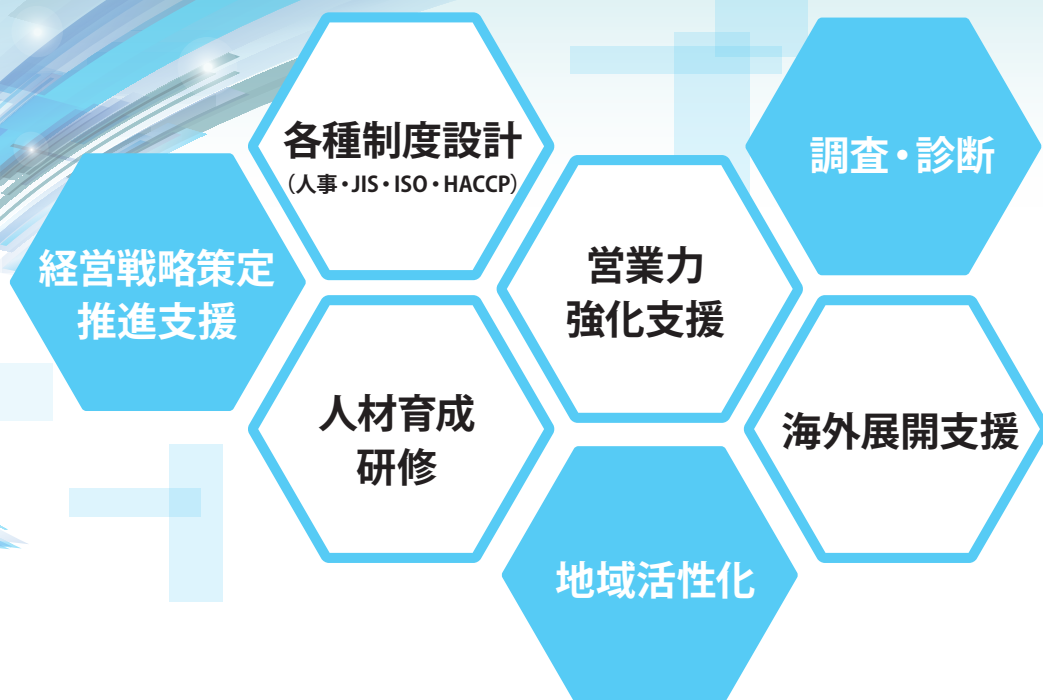 各種制度設計
(人事・JIS・ISO・HACCP)
調査・診断
経営戦略策定
推進支援
営業力
強化支援
人材育成
研修
海外展開支援
地域活性化